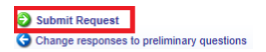 Submit Request
Change responses to preliminary questions